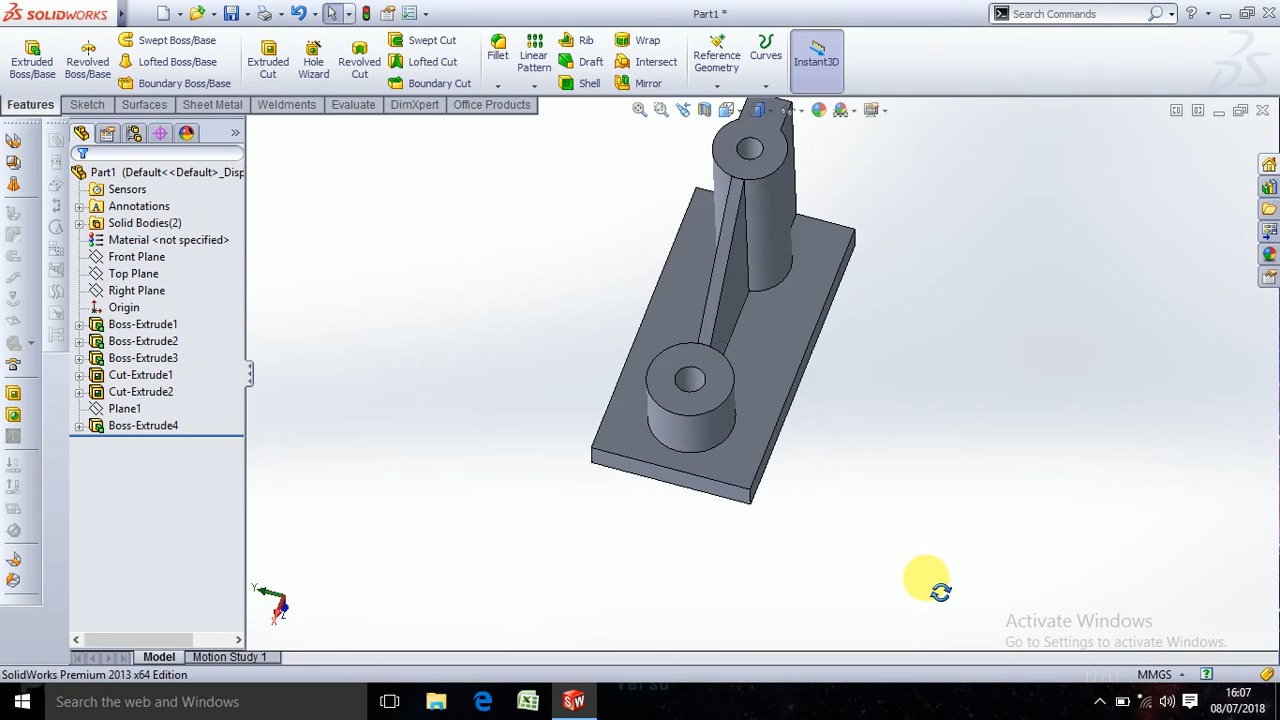 SOLIDWORKS
Part1 *
Search Commands
Extruded Boss/Base
Revolved Boss/Base
Swept Boss/Base
Lofted Boss/Base
Boundary Boss/Base
Extruded Cut
Hole Wizard
Revolved Cut
Swept Cut
Lofted Cut
Boundary Cut
Fillet
Linear Pattern
Rib
Draft
Shell
Wrap
Intersect
Mirror
Reference Geometry
Curves
Instant3D
Features Sketch Surfaces Sheet Metal Weldments Evaluate DimXpert Office Products
Part1 (Default<<Default>_Disp
Sensors
Annotations
Solid Bodies(2)
Material <not specified>
Front Plane
Top Plane
Right Plane
Origin
Boss-Extrude1
Boss-Extrude2
Boss-Extrude3
Cut-Extrude1
Cut-Extrude2
Plane1
Boss-Extrude4
Y
X
Z
Activate Windows
Go to Settings to activate Windows.
Model Motion Study 1
SolidWorks Premium 2013 x64 Edition
MMGS
Search the web and Windows
16:07
08/07/2018